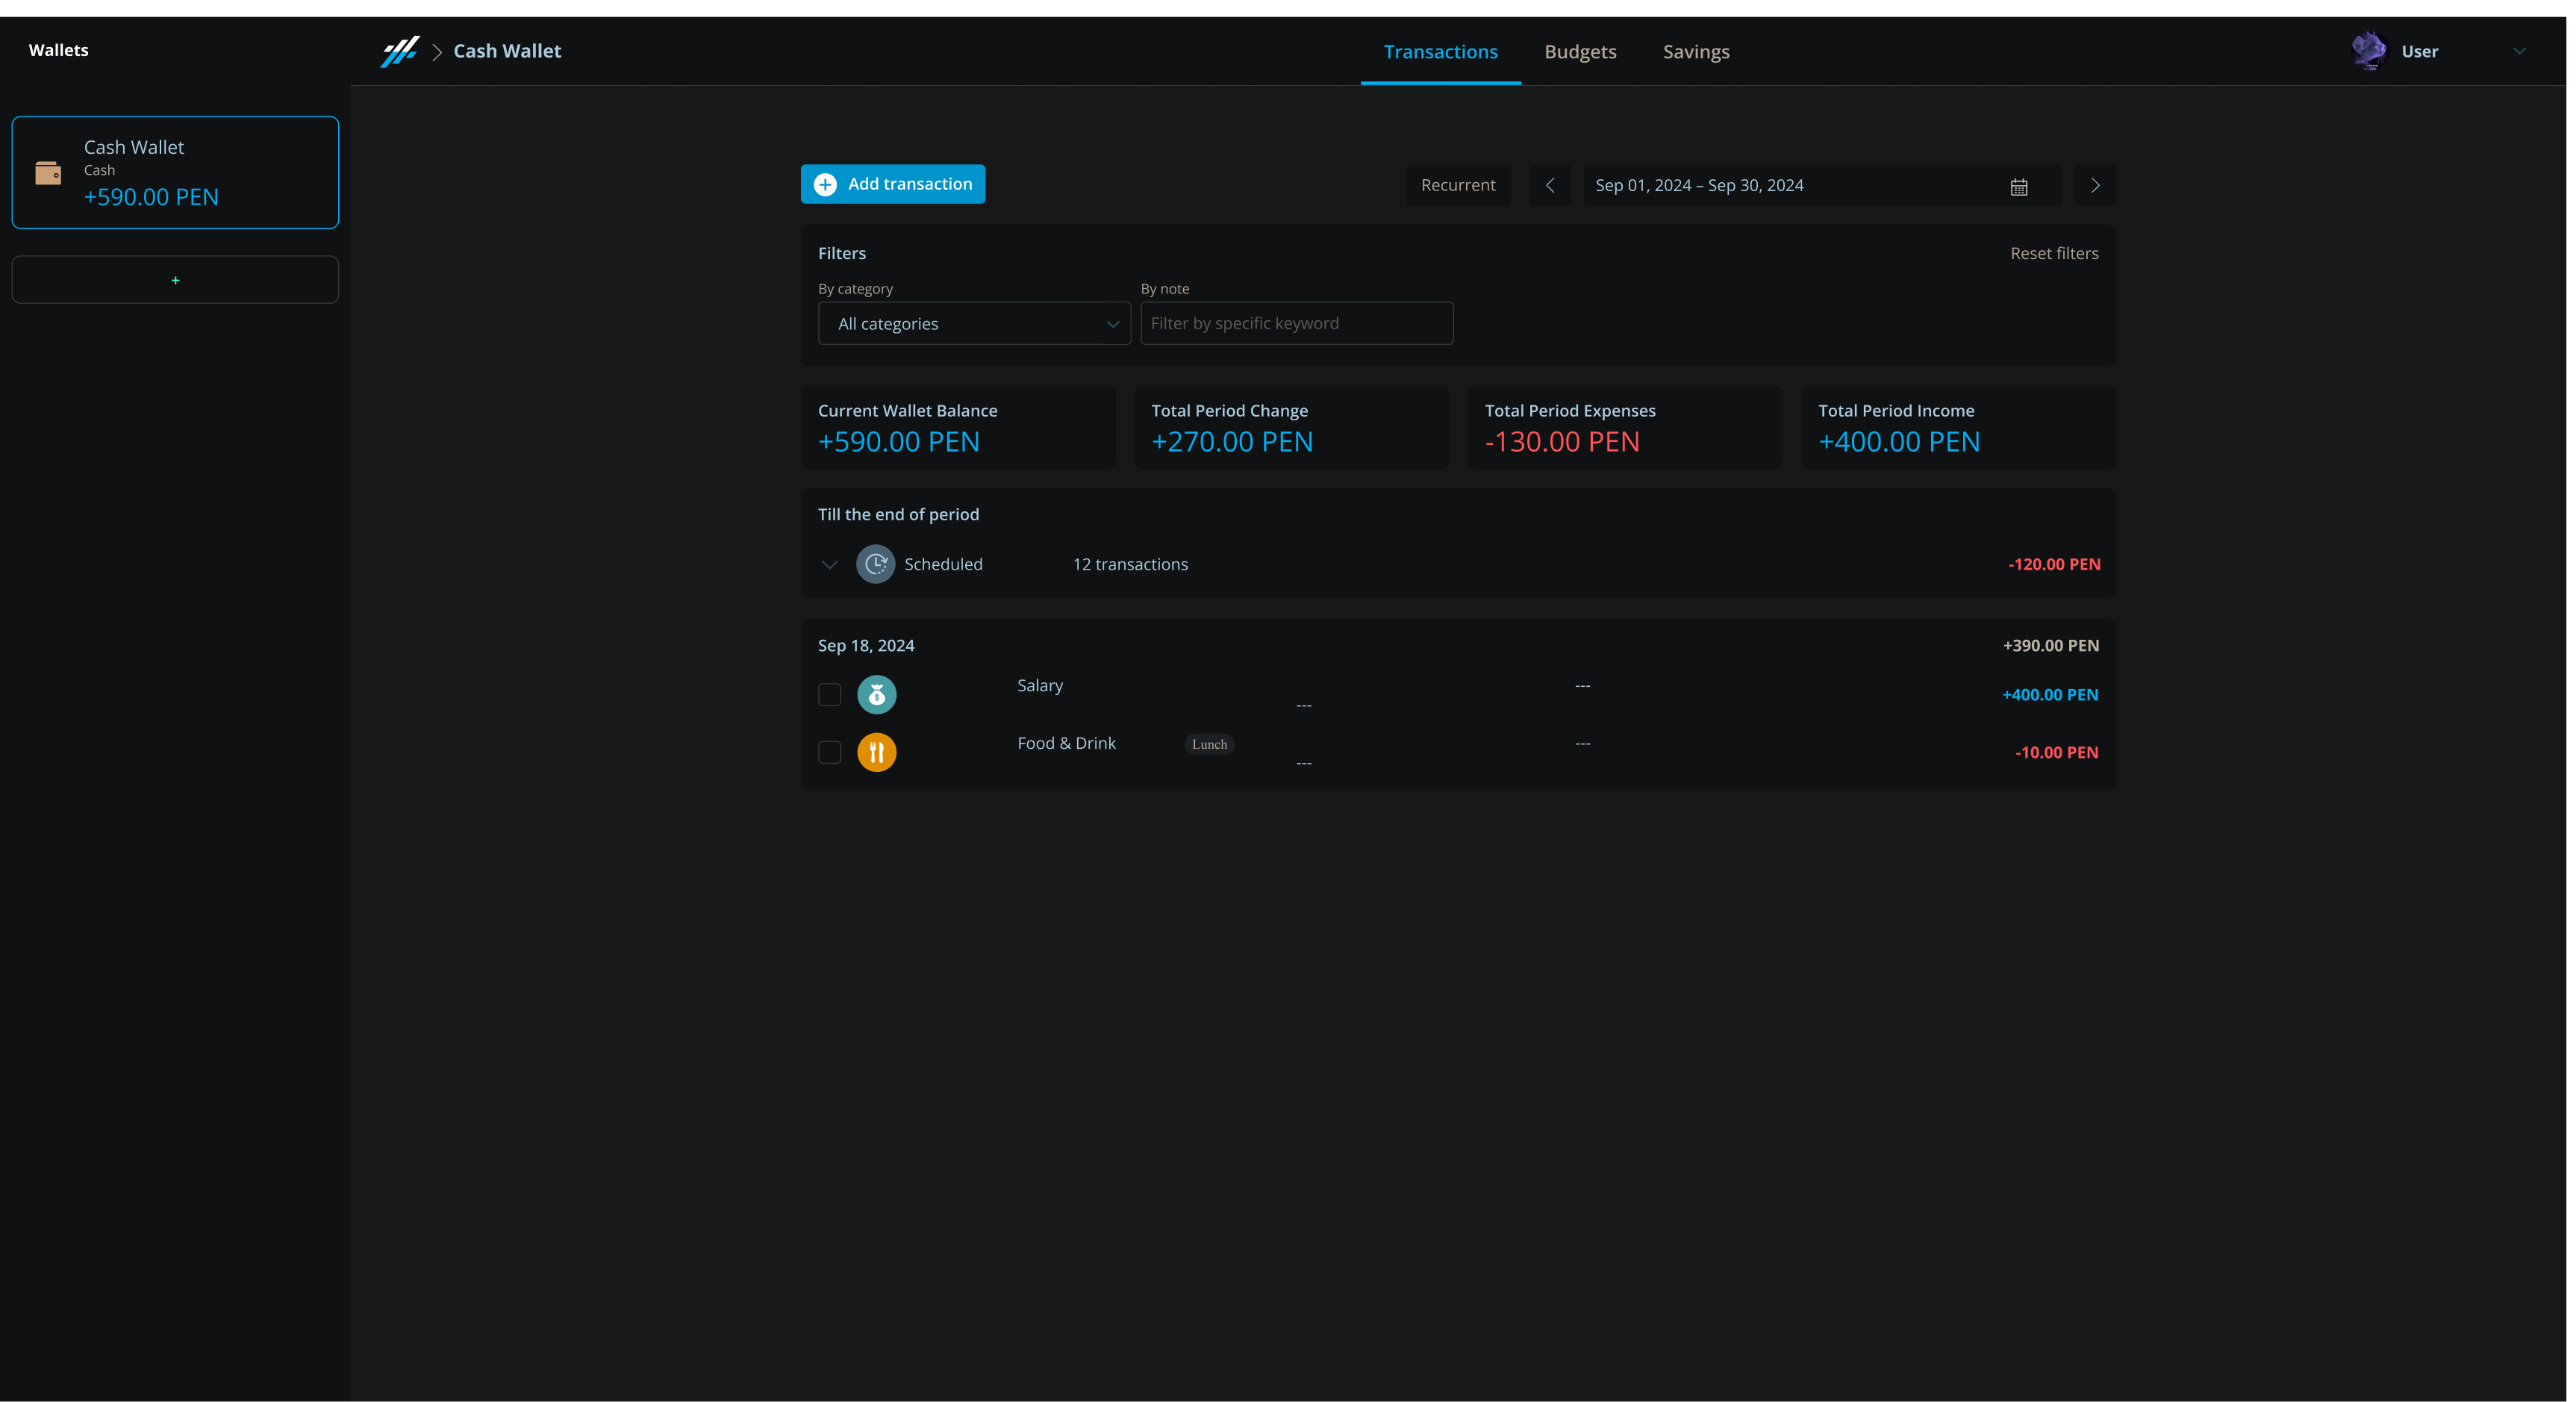 Wallets
Cash Wallet
Transactions
Budgets
Savings
User
Cash Wallet
Cash
+590.00 PEN
+
Add transaction
Recurrent
Sep 01, 2024 – Sep 30, 2024
Filters
Reset filters
By category
By note
All categories
Filter by specific keyword
Current Wallet Balance
+590.00 PEN
Total Period Change
+270.00 PEN
Total Period Expenses
-130.00 PEN
Total Period Income
+400.00 PEN
Till the end of period
Scheduled
12 transactions
-120.00 PEN
Sep 18, 2024
+390.00 PEN
Salary
---
---
+400.00 PEN
Food & Drink
Lunch
---
---
-10.00 PEN